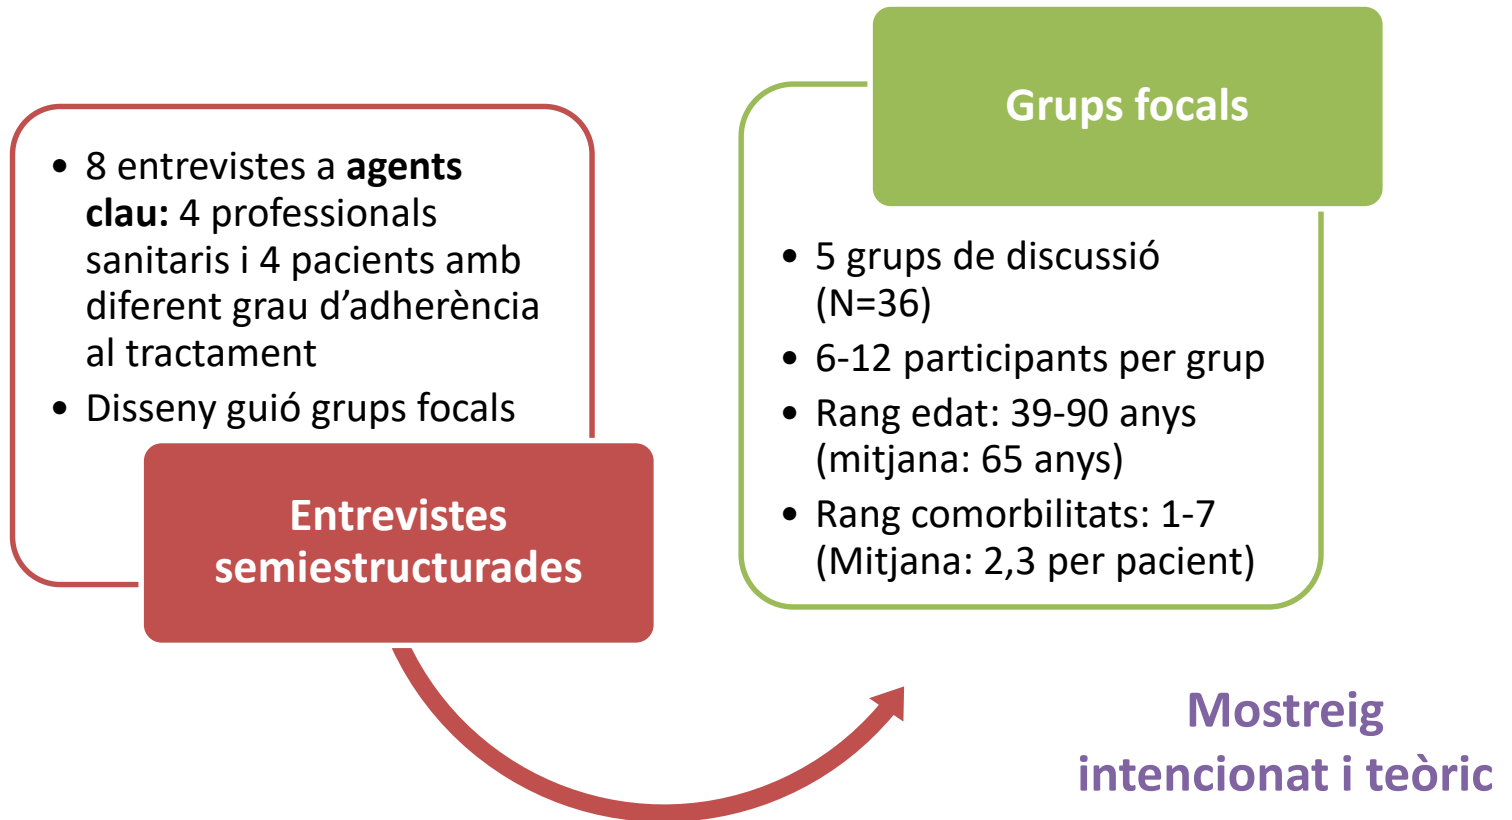 • 8 entrevistes a agents
clau: 4 professionals
sanitaris i 4 pacients amb
diferent grau d’adherència
al tractament
• Disseny guió grups focals
Entrevistes
semiestructurades
Grups focals
• 5 grups de discussió
(N=36)
• 6-12 participants per grup
• Rang edat: 39-90 anys
(mitjana: 65 anys)
• Rang comorbilitats: 1-7
(Mitjana: 2,3 per pacient)
Mostreig
intencionat i teòric